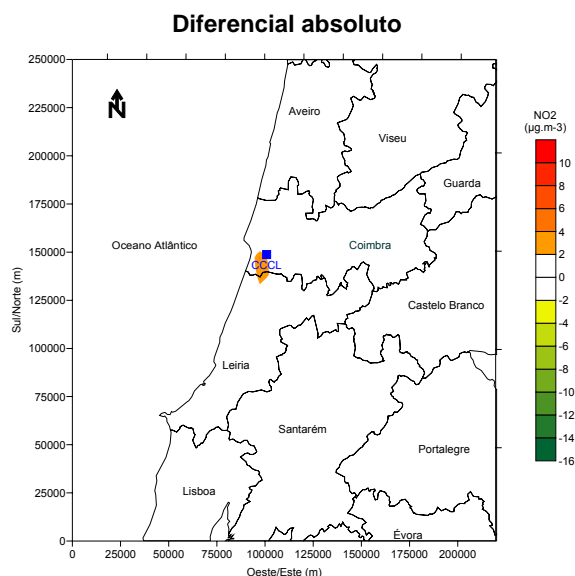 Diferencial absoluto
250000
225000
200000
175000
150000
125000
100000
75000
50000
25000
0
Sul/Norte (m)
N
Aveiro
Viseu
Guarda
Oceano Atlântico
Coimbra
CCCL
Castelo Branco
Leiria
Santarém
Portalegre
Lisboa
Évora
0 25000 50000 75000 100000 125000 150000 175000 200000
Oeste/Este (m)
NO2
(µg.m-3)
10
8
6
4
2
0
-2
-4
-6
-8
-10
-12
-14
-16